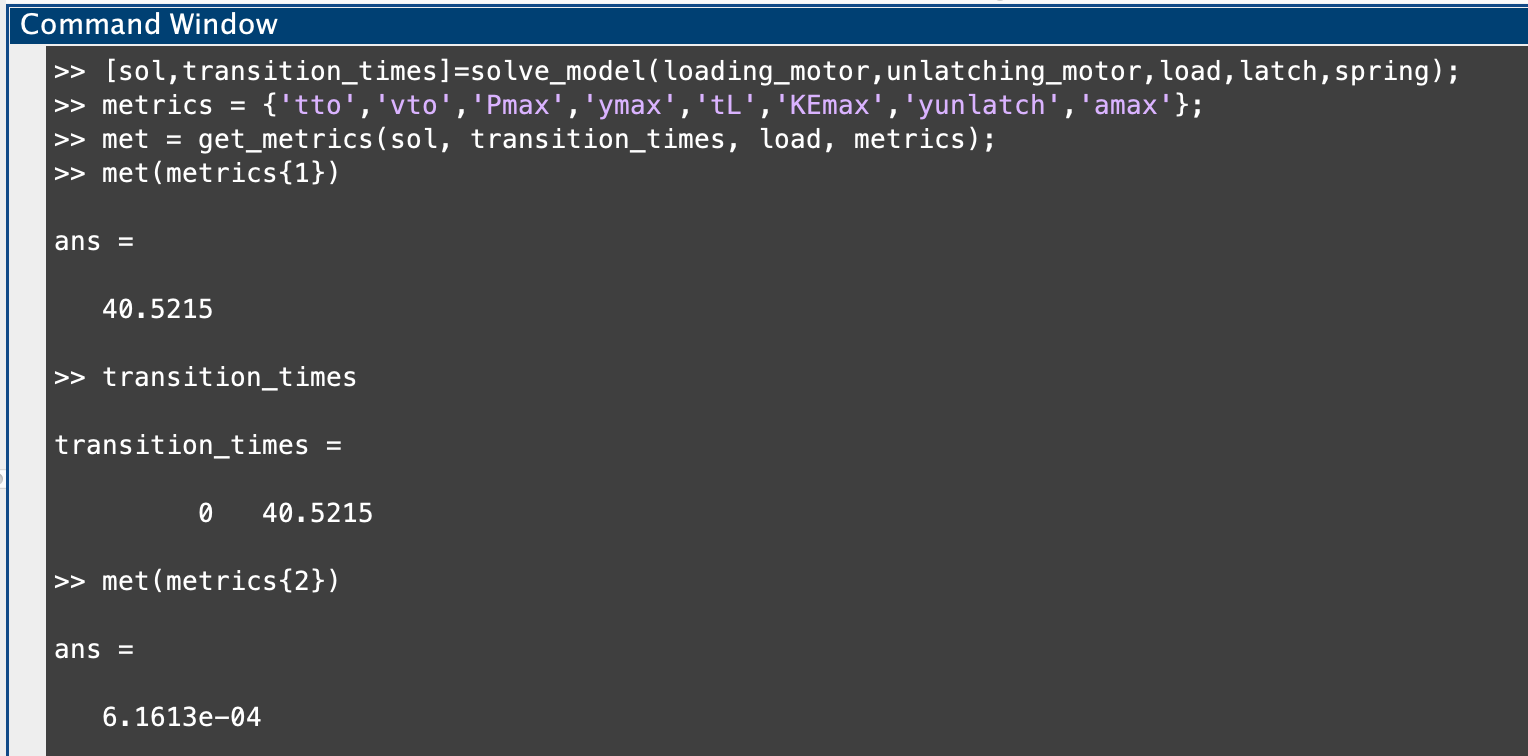 Command Window
>> [sol,transition_times]=solve_model(loading_motor,unlatching_motor,load,latch,spring);
>> metrics = {'tto','vto','Pmax','ymax','tL','KEmax','yunlatch','amax'};
>> met = get_metrics(sol, transition_times, load, metrics);
>> met(metrics{1})
ans =
40.5215
>> transition_times
transition_times =
0 40.5215
>> met(metrics{2})
ans =
6.1613e-04